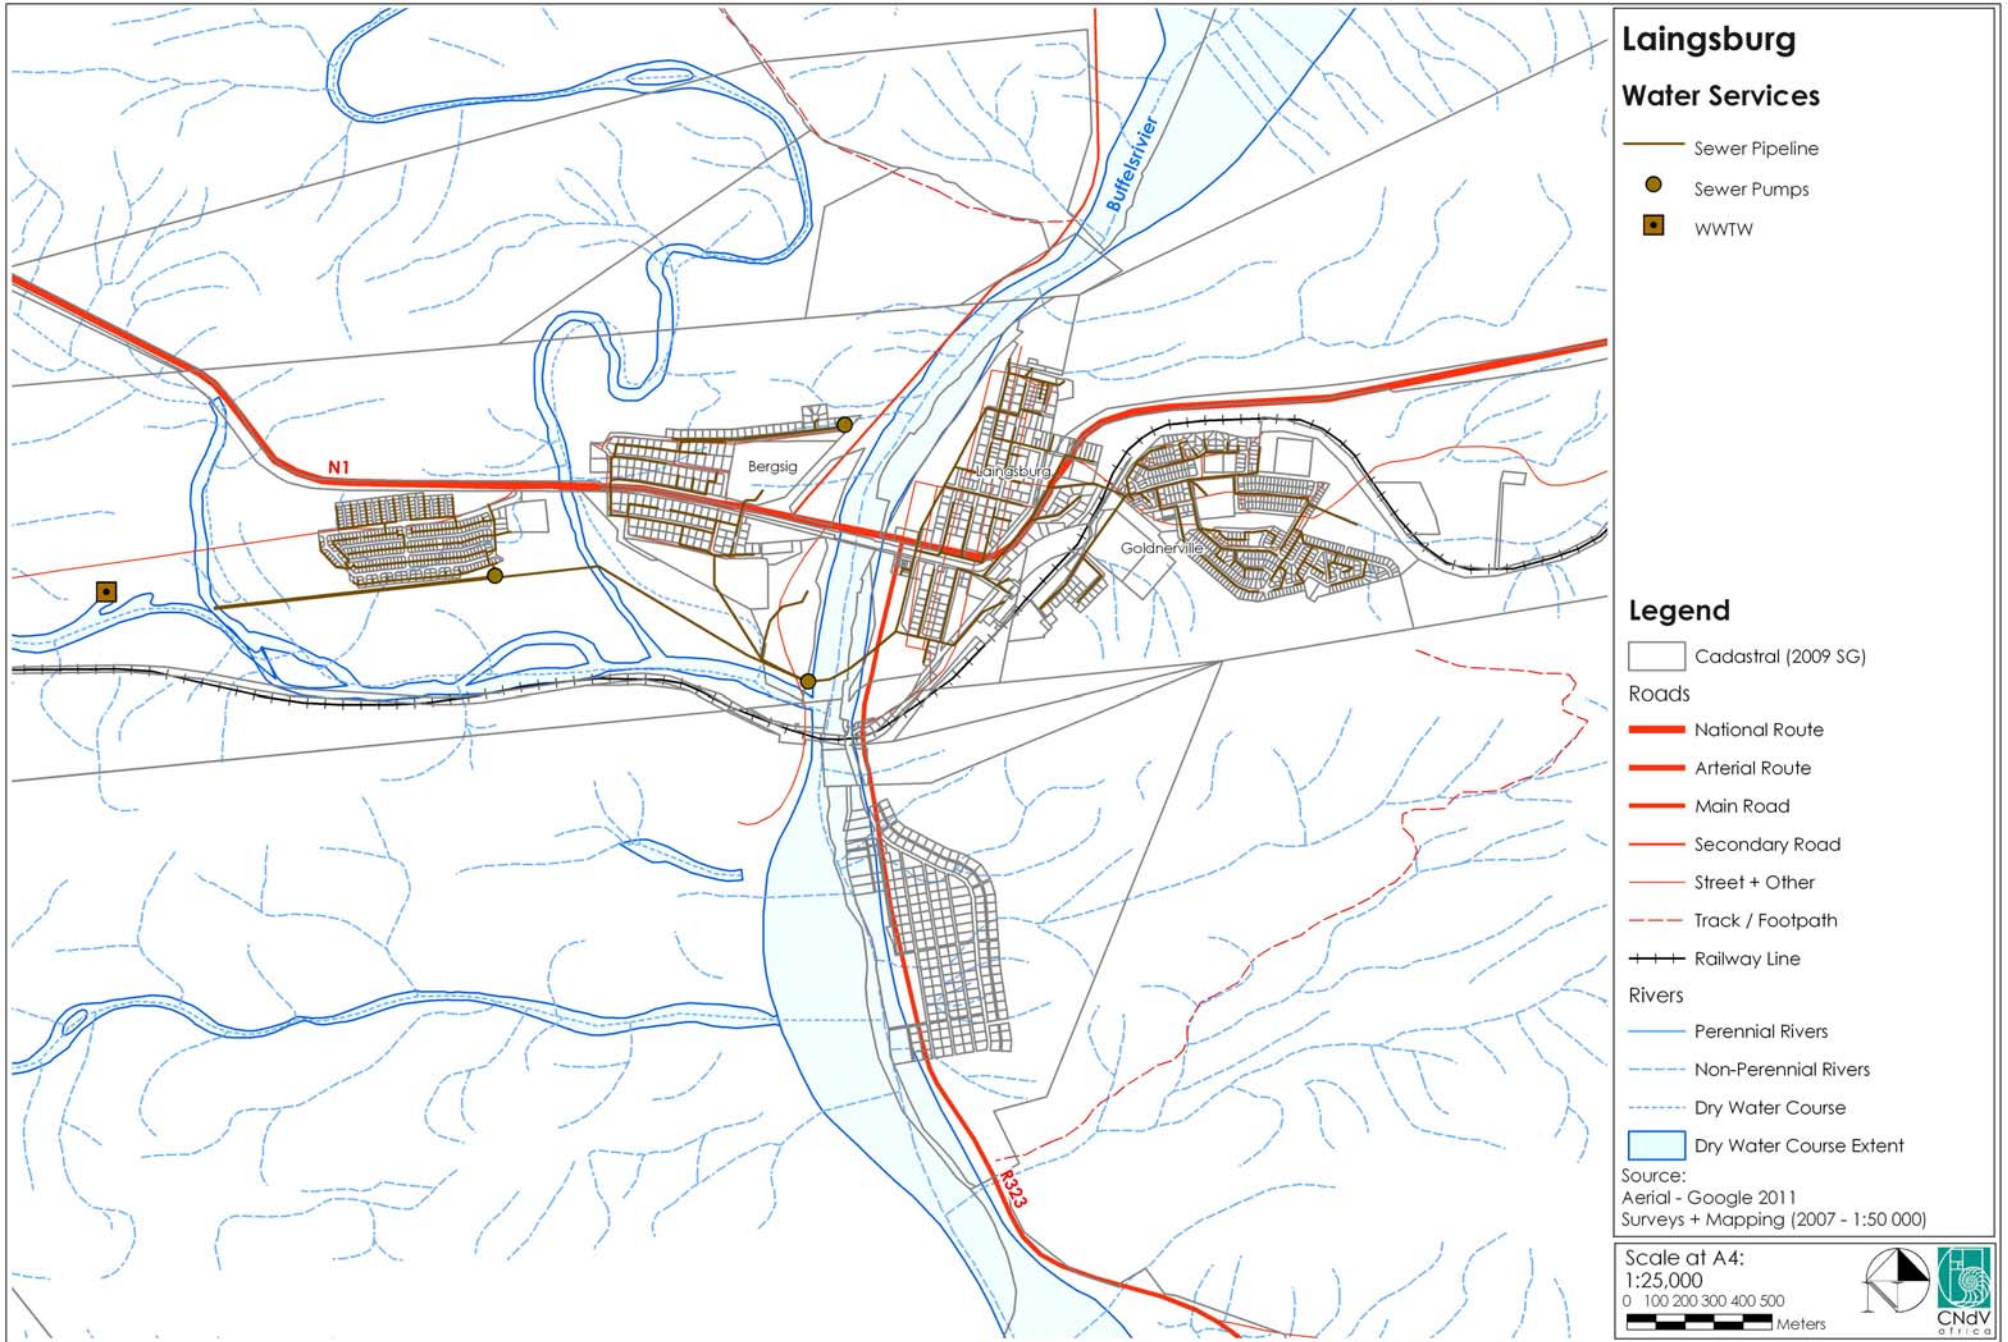 Laingsburg
Water Services
Sewer Pipeline
Sewer Pumps
WWTW
Buffelsrivier
N1
Bergsig
Laingsburg
Goldnerville
R323
Legend
Cadastral (2009 SG)
Roads
National Route
Arterial Route
Main Road
Secondary Road
Street + Other
Track / Footpath
Railway Line
Rivers
Perennial Rivers
Non-Perennial Rivers
Dry Water Course
Dry Water Course Extent
Source:
Aerial - Google 2011
Surveys + Mapping (2007 - 1:50 000)
Scale at A4:
1:25,000
0 100 200 300 400 500
Meters
N
CNdV
africa